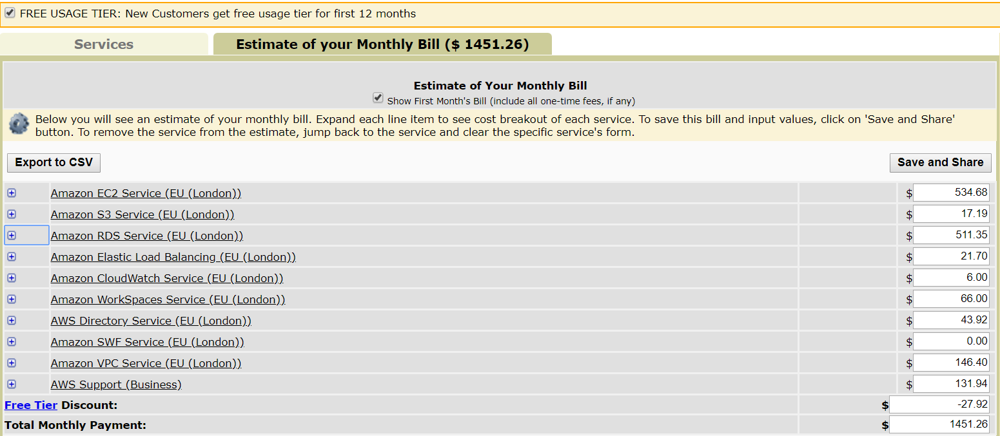 FREE USAGE TIER: New Customers get free usage tier for first 12 months
Services
Estimate of your Monthly Bill ($ 1451.26)
Estimate of Your Monthly Bill
Show First Month's Bill (include all one-time fees, if any)
Below you will see an estimate of your monthly bill. Expand each line item to see cost breakout of each service. To save this bill and input values, click on 'Save and Share'
button. To remove the service from the estimate, jump back to the service and clear the specific service's form.
Export to CSV
Save and Share
Amazon EC2 Service (EU (London)) $ 534.68
Amazon S3 Service (EU (London)) $ 17.19
Amazon RDS Service (EU (London)) $ 511.35
Amazon Elastic Load Balancing (EU (London)) $ 21.70
Amazon CloudWatch Service (EU (London)) $ 6.00
Amazon WorkSpaces Service (EU (London)) $ 66.00
AWS Directory Service (EU (London)) $ 43.92
Amazon SWF Service (EU (London)) $ 0.00
Amazon VPC Service (EU (London)) $ 146.40
AWS Support (Business) $ 131.94
Free Tier Discount: $ -27.92
Total Monthly Payment: $ 1451.26